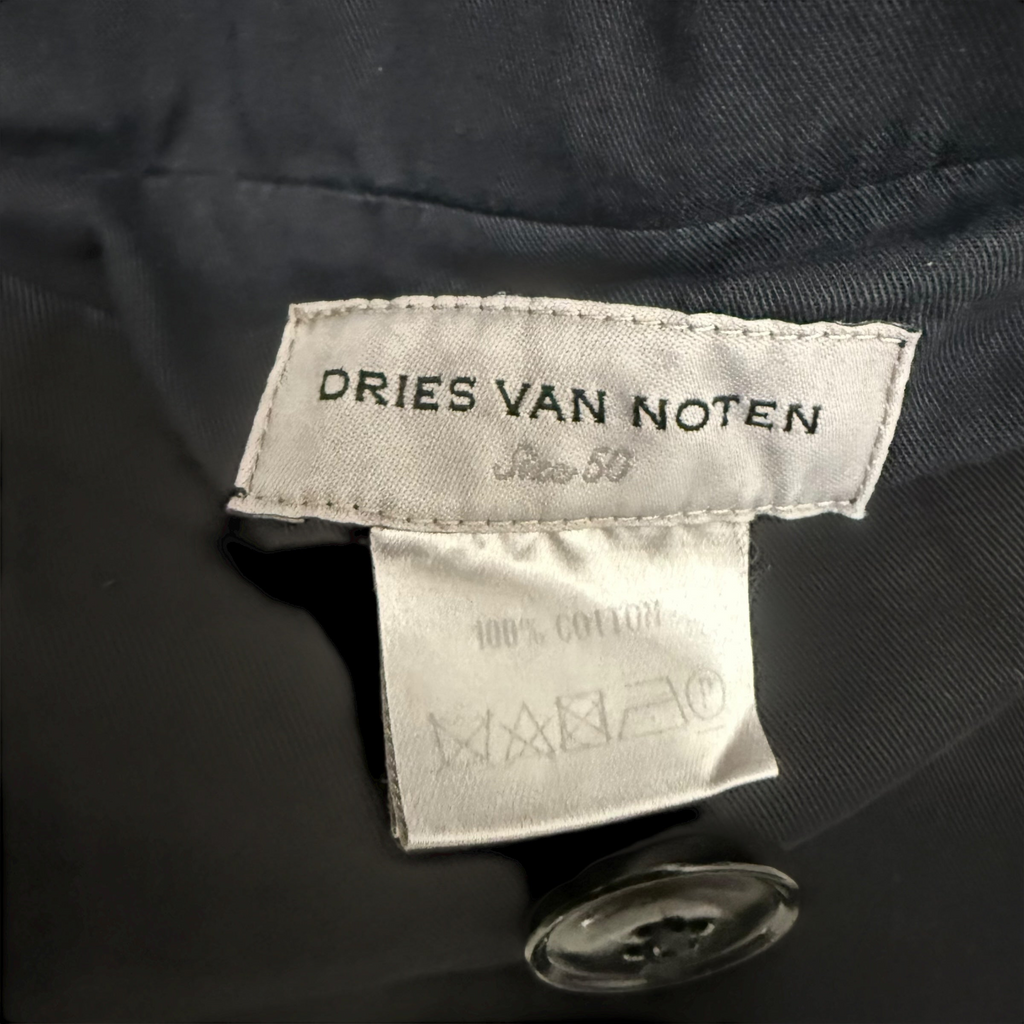 DRIES VAN NOTEN
Size 50
100% COTTON
P